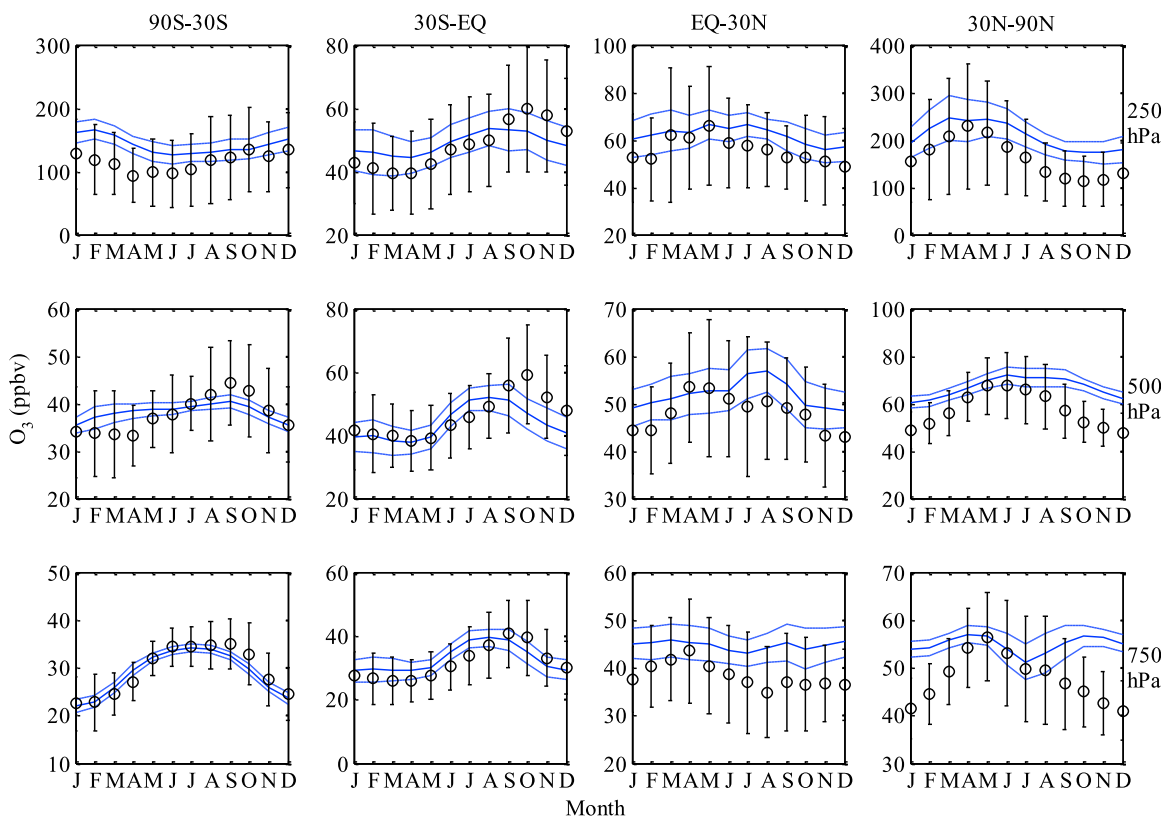 90S-30S 30S-EQ EQ-30N 30N-90N
300 80 100 400
200 60 80 300
100 40 60 200
0 20 40 100
20 0
250
hPa
J F M A M J J A S O N D J F M A M J J A S O N D J F M A M J J A S O N D J F M A M J J A S O N D
60 80 70 100
50 60 60 80
40 40 50 60
30 20 40 40
20 30 20
500
hPa
O3 (ppbv)
J F M A M J J A S O N D J F M A M J J A S O N D J F M A M J J A S O N D J F M A M J J A S O N D
50 60 60 70
40 40 50 60
30 20 40 50
20 0 30 40
10 20 30
750
hPa
J F M A M J J A S O N D J F M A M J J A S O N D J F M A M J J A S O N D J F M A M J J A S O N D
Month